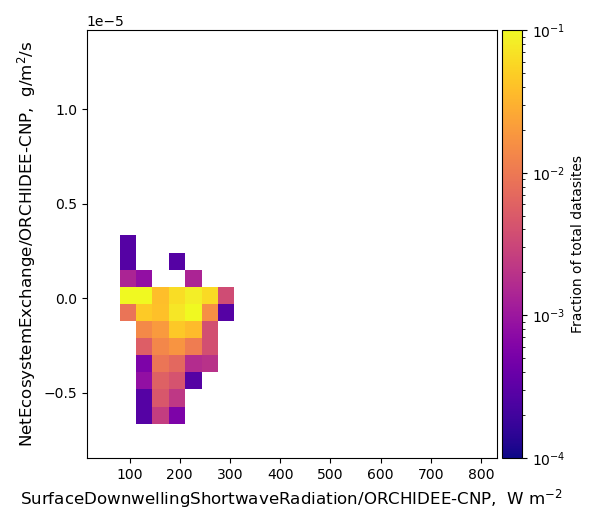 1e−5
1.0
0.5
0.0
−0.5
NetEcosystemExchange/ORCHIDEE-CNP,  g/m²/s
100 200 300 400 500 600 700 800
SurfaceDownwellingShortwaveRadiation/ORCHIDEE-CNP,  W m⁻²
10⁻¹
10⁻²
10⁻³
10⁻⁴
Fraction of total datasites